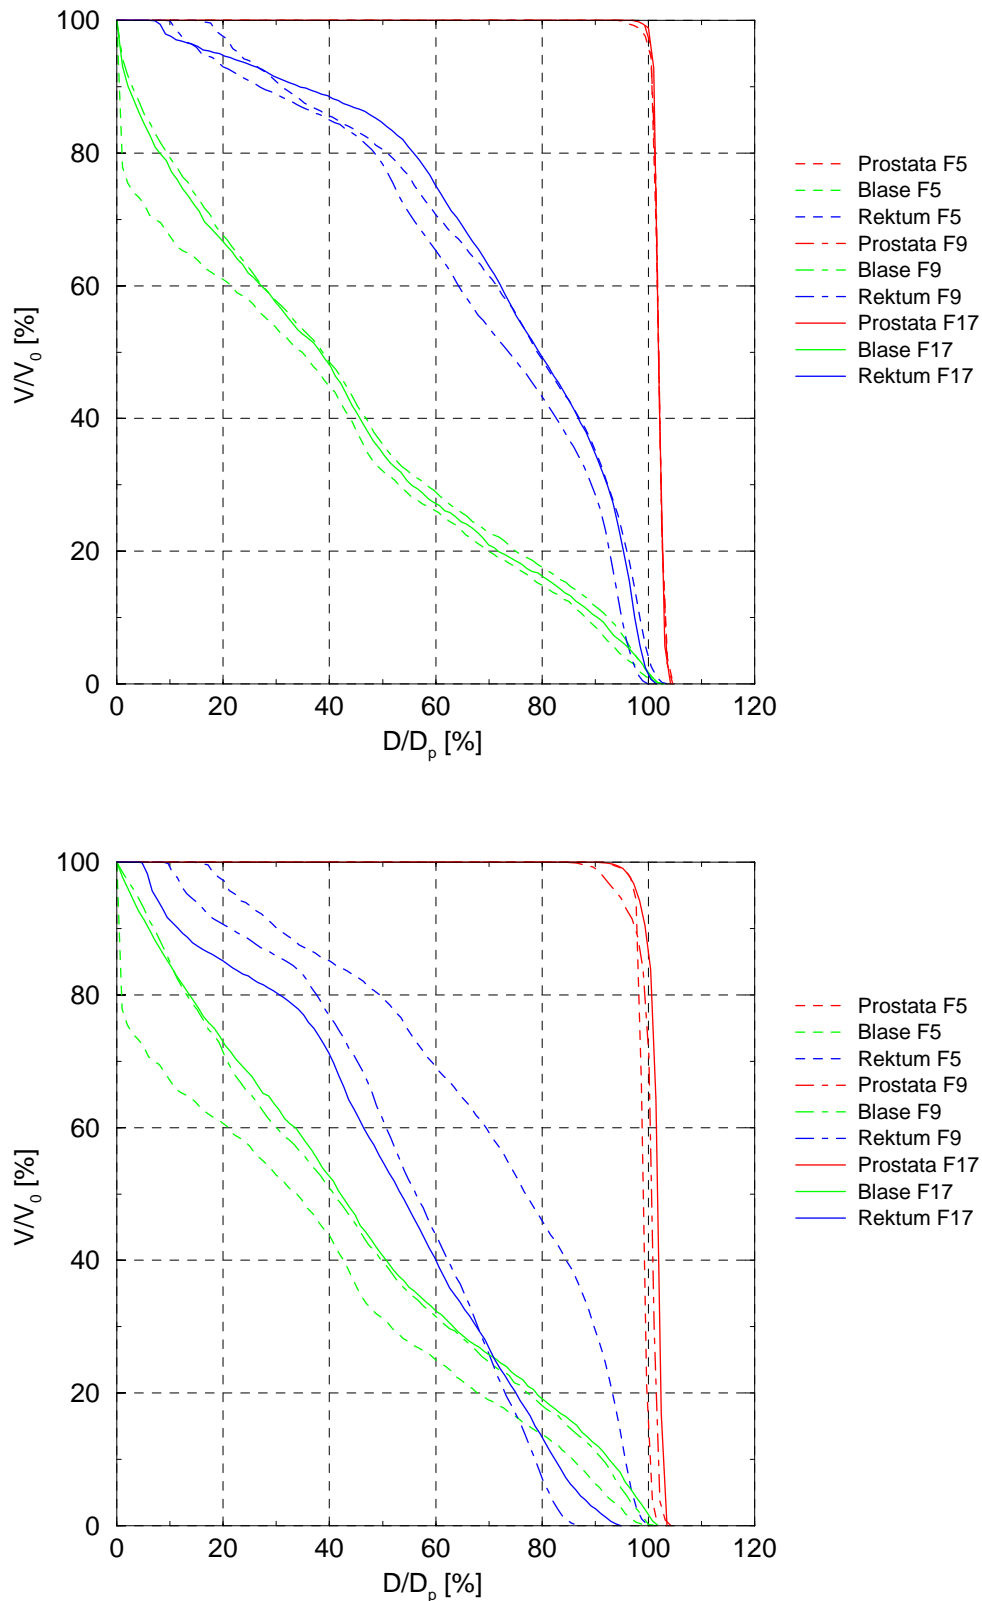 100
80
60
40
20
0
V/V0 [%]
0 20 40 60 80 100 120
D/Dp [%]
Prostata F5
Blase F5
Rektum F5
Prostata F9
Blase F9
Rektum F9
Prostata F17
Blase F17
Rektum F17
100
80
60
40
20
0
V/V0 [%]
0 20 40 60 80 100 120
D/Dp [%]
Prostata F5
Blase F5
Rektum F5
Prostata F9
Blase F9
Rektum F9
Prostata F17
Blase F17
Rektum F17